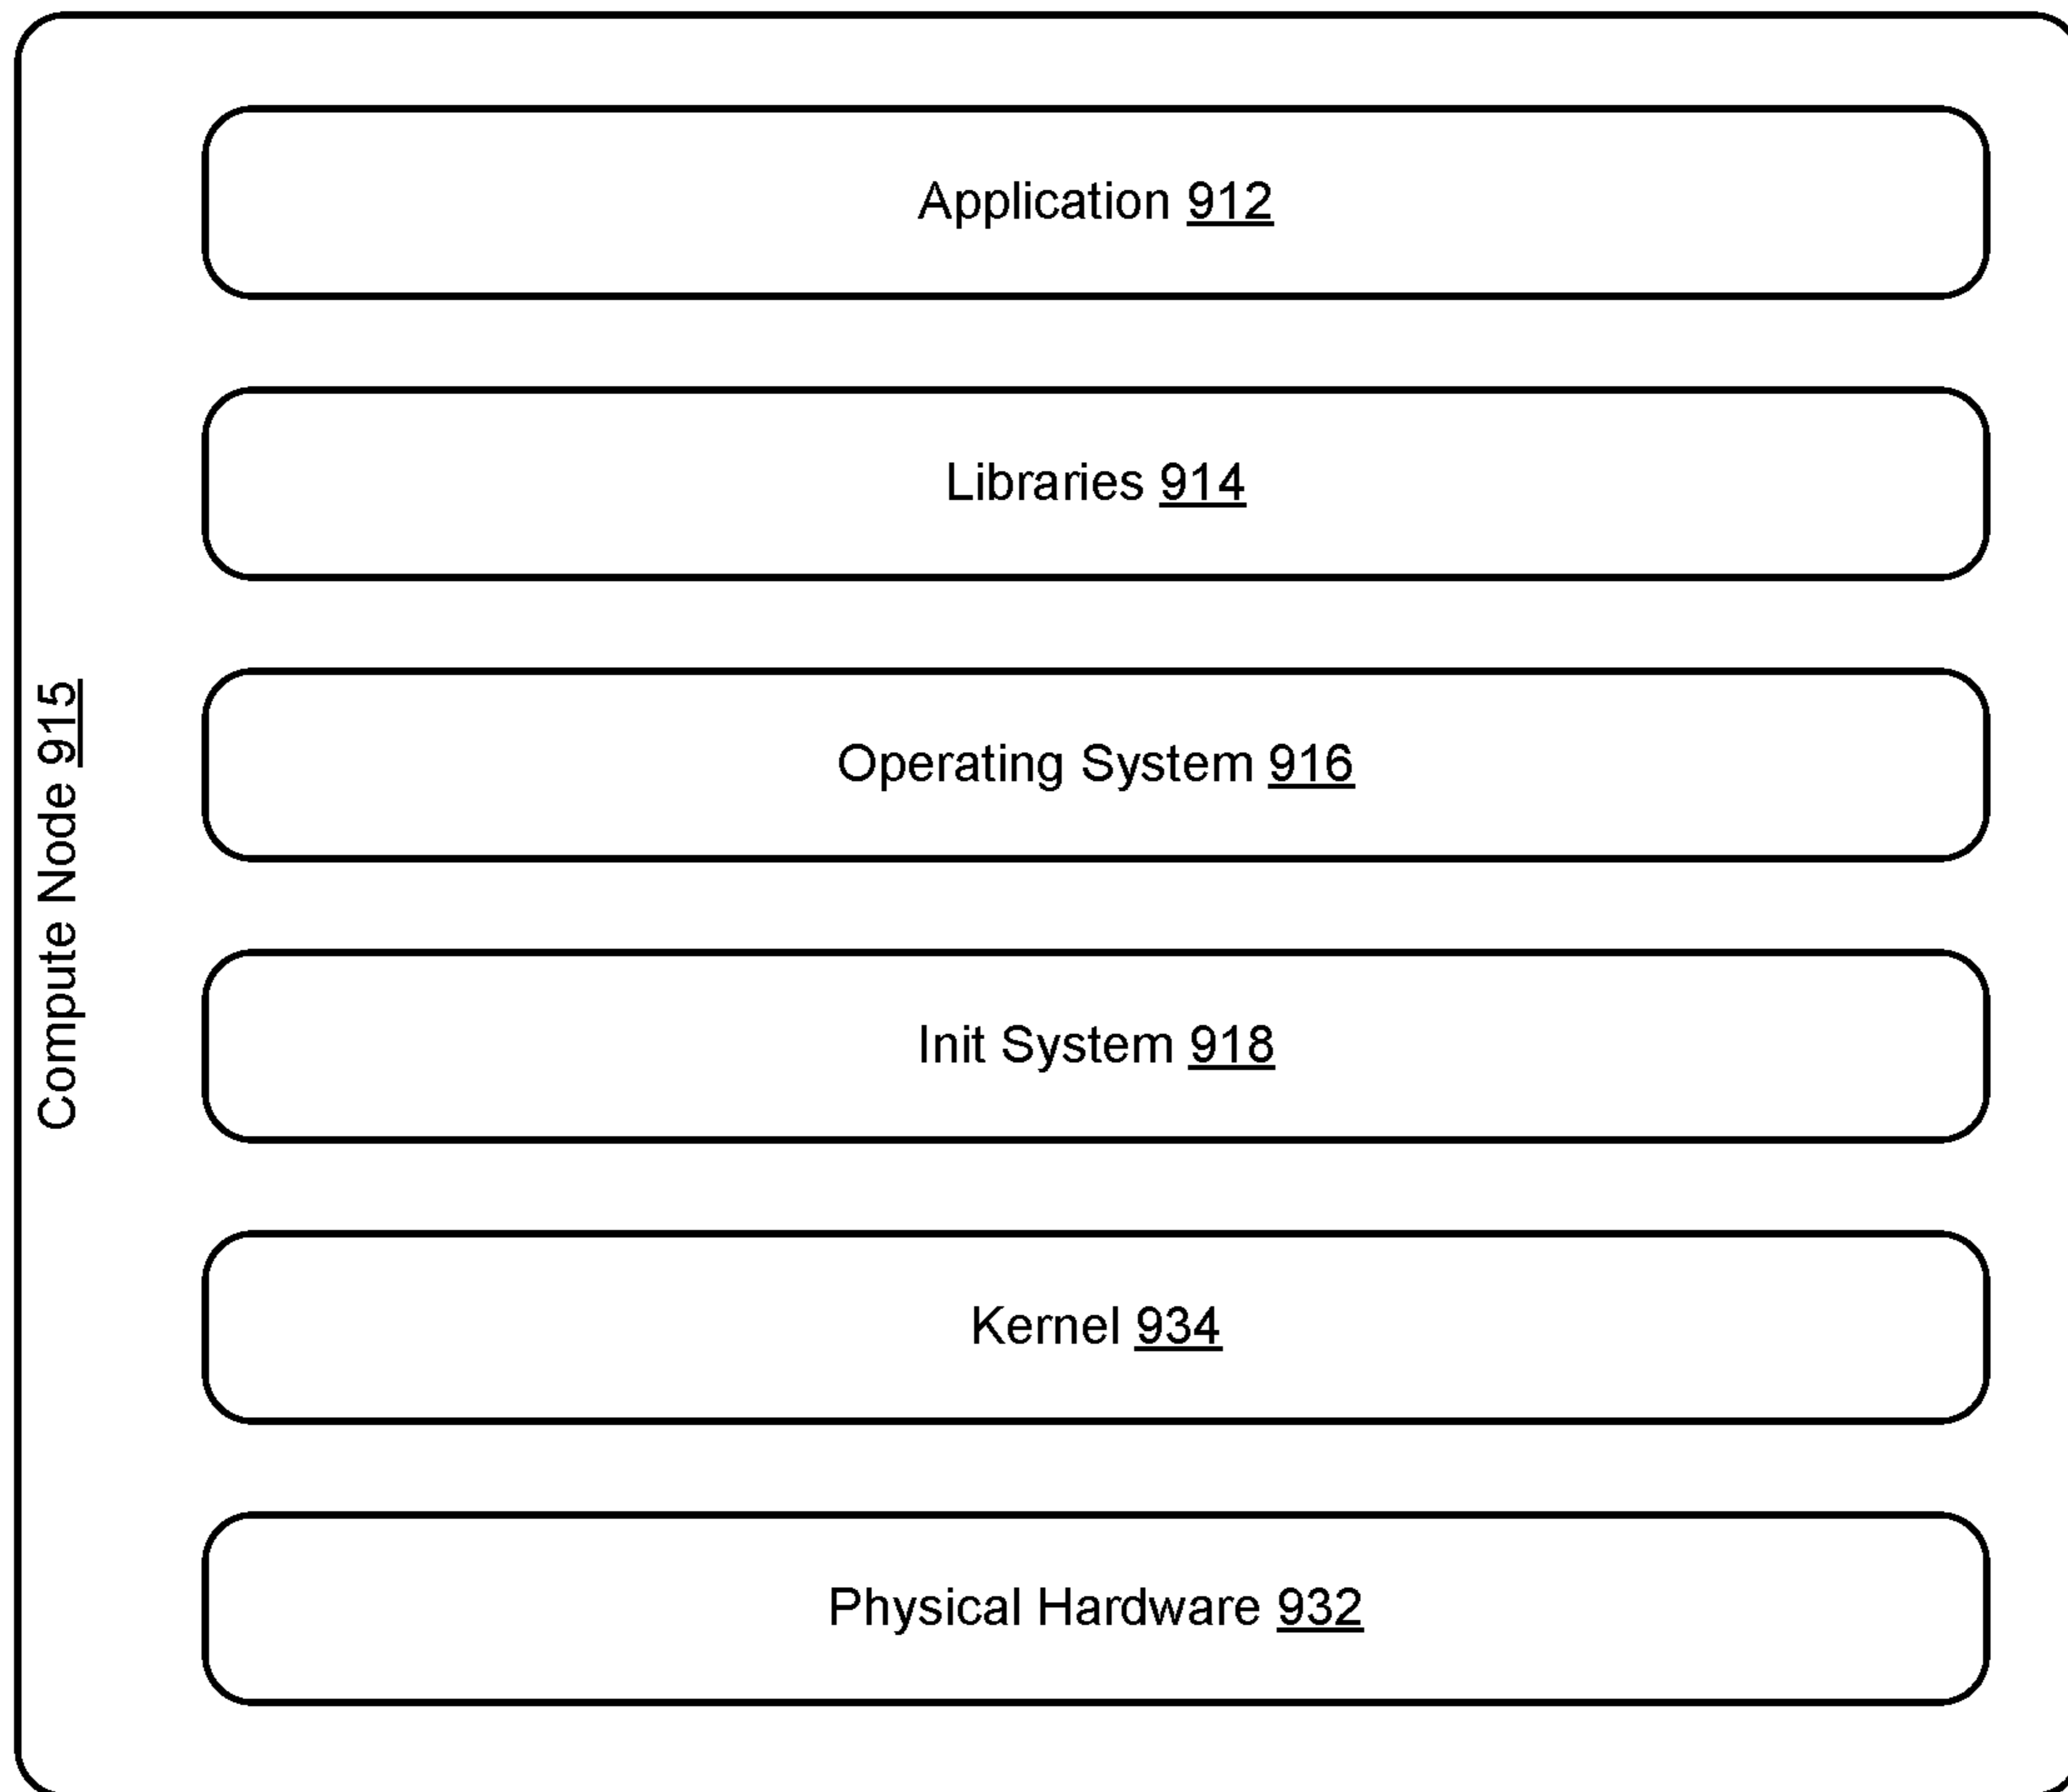 Application 912
Libraries 914
Operating System 916
Compute Node 915
Init System 918
Kernel 934
Physical Hardware 932